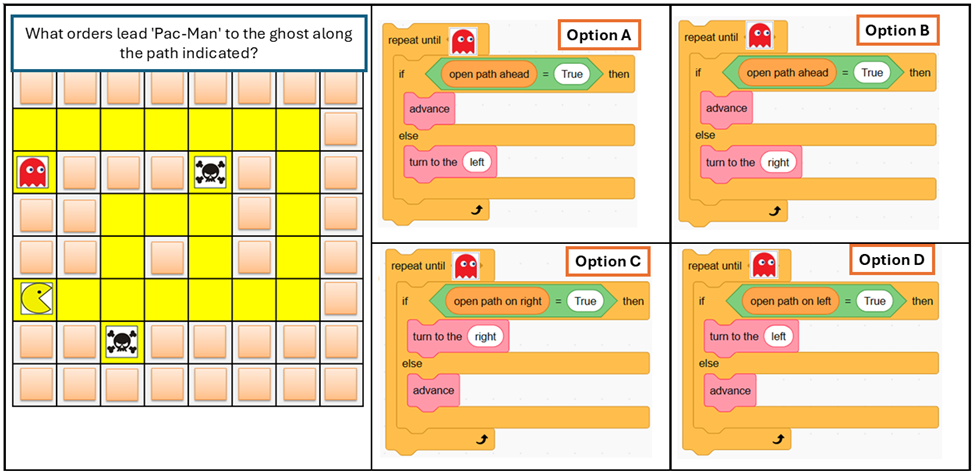 What orders lead 'Pac-Man' to the ghost along
the path indicated?
Option A
repeat until
if open path ahead = True then
advance
else
turn to the left
Option B
repeat until
if open path ahead = True then
advance
else
turn to the right
Option C
repeat until
if open path on right = True then
turn to the right
else
advance
Option D
repeat until
if open path on left = True then
turn to the left
else
advance